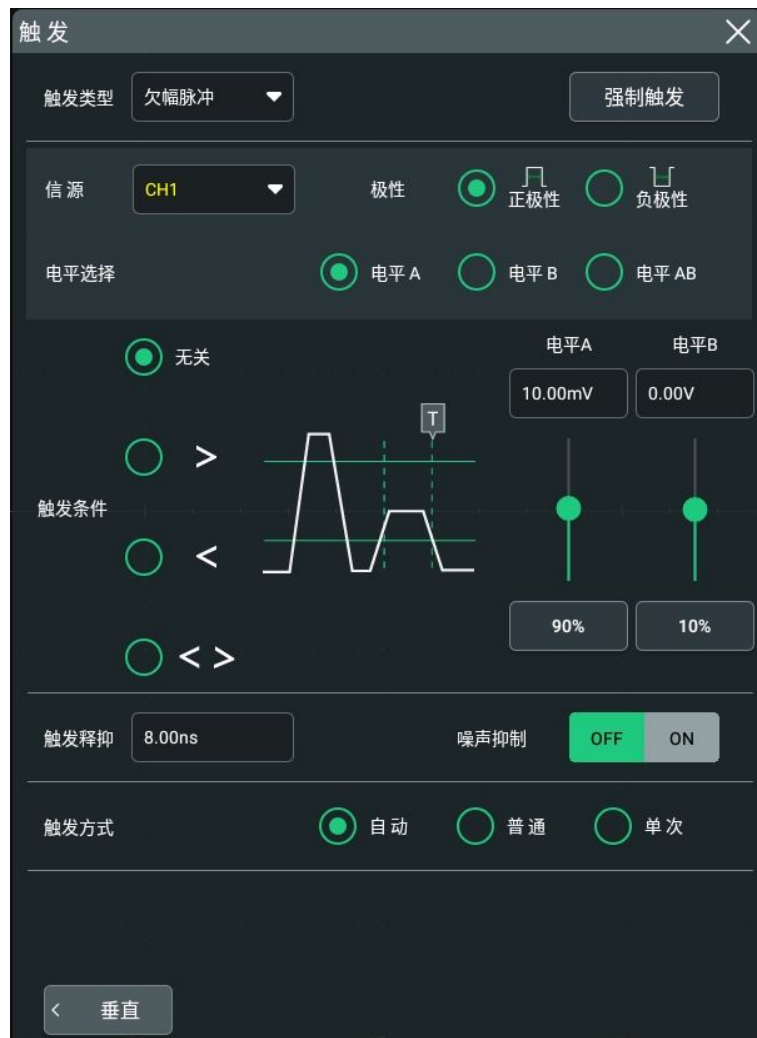 触发
触发类型 欠幅脉冲 强制触发
信源 CH1 极性 正极性 负极性
电平选择 电平 A 电平 B 电平 AB
无关 电平A 电平B
10.00mV 0.00V
T
>
触发条件
<
90% 10%
< >
触发释抑 8.00ns 噪声抑制 OFF ON
触发方式 自动 普通 单次
< 垂直